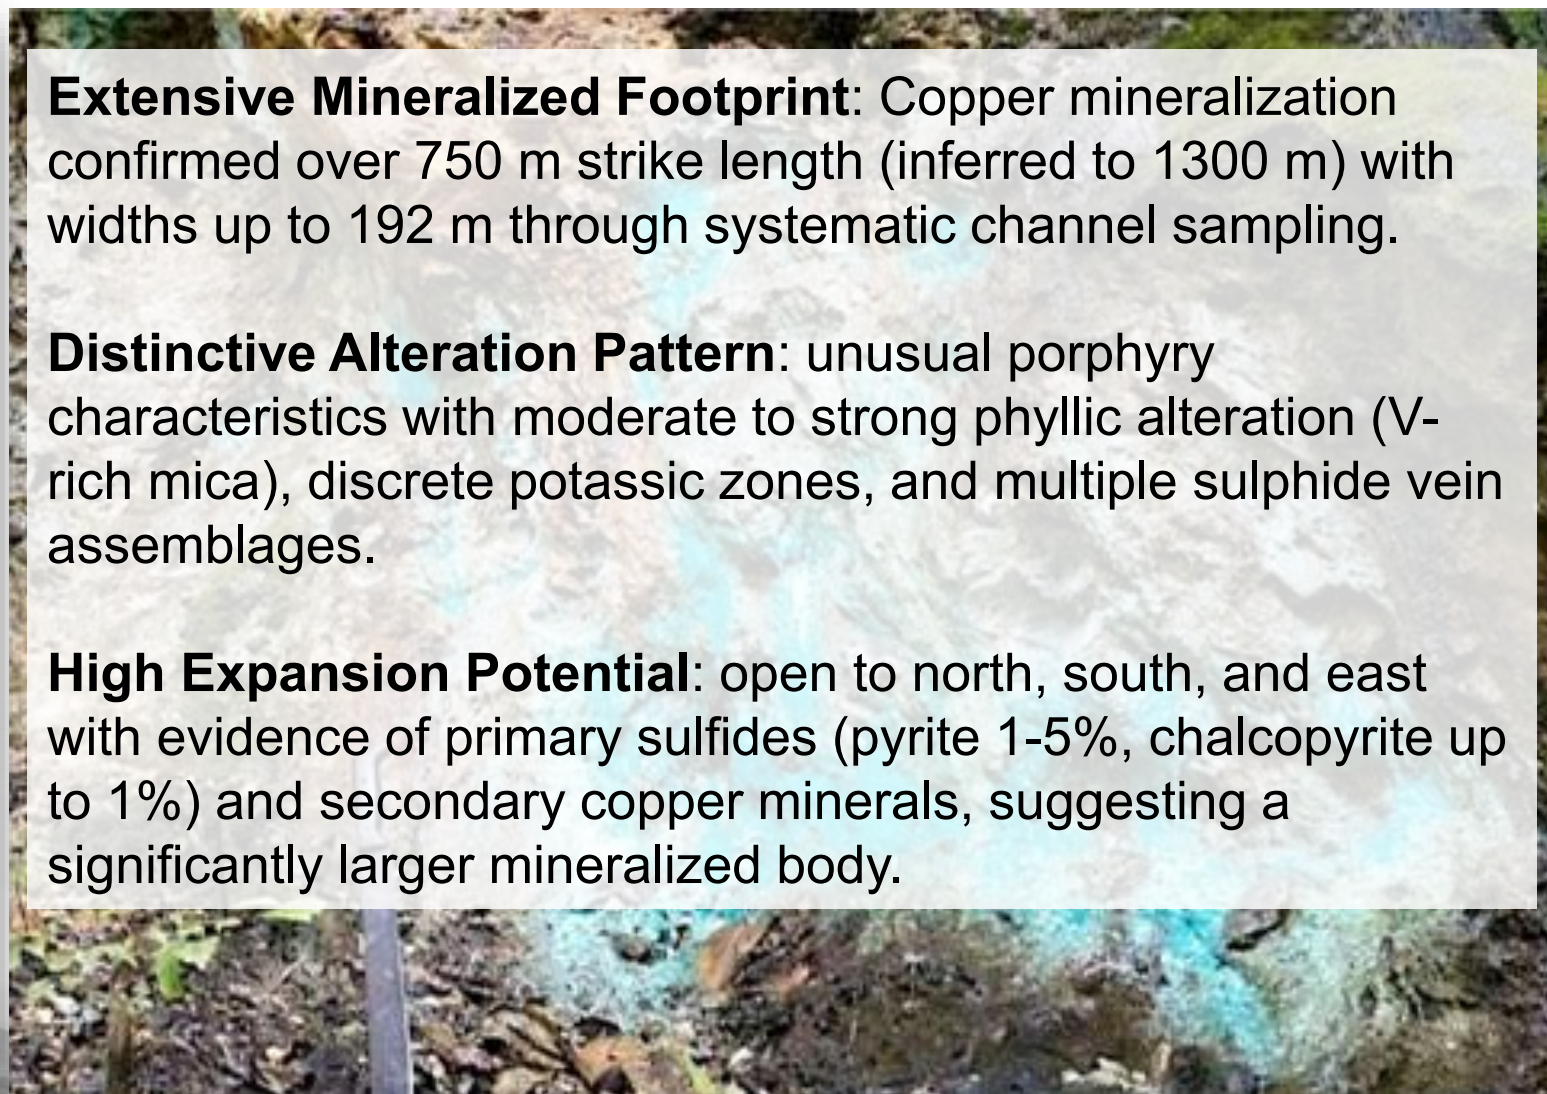 Extensive Mineralized Footprint: Copper mineralization
confirmed over 750 m strike length (inferred to 1300 m) with
widths up to 192 m through systematic channel sampling.
Distinctive Alteration Pattern: unusual porphyry
characteristics with moderate to strong phyllic alteration (V-
rich mica), discrete potassic zones, and multiple sulphide vein
assemblages.
High Expansion Potential: open to north, south, and east
with evidence of primary sulfides (pyrite 1-5%, chalcopyrite up
to 1%) and secondary copper minerals, suggesting a
significantly larger mineralized body.